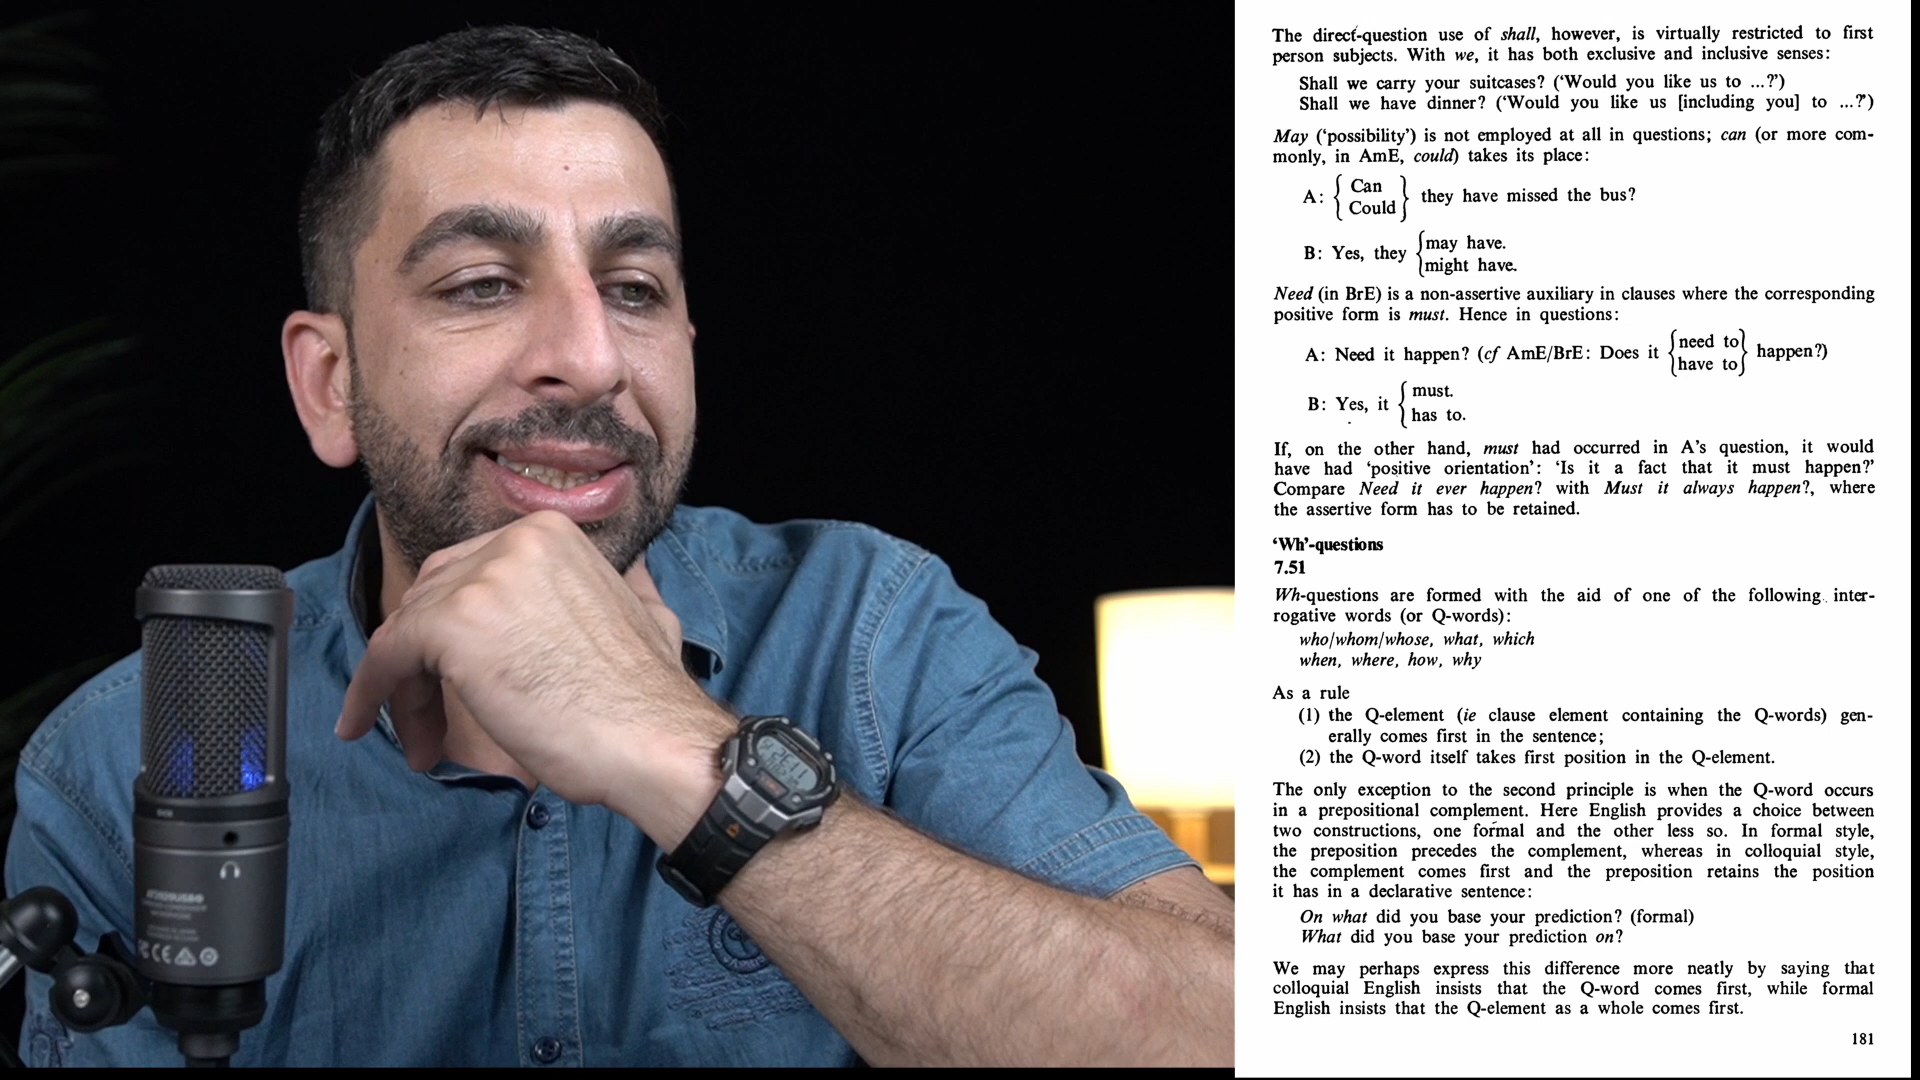 The direct-question use of shall, however, is virtually restricted to first
person subjects. With we, it has both exclusive and inclusive senses:
Shall we carry your suitcases? (‘Would you like us to ...?’)
Shall we have dinner? (‘Would you like us [including you] to ...?’)
May (‘possibility’) is not employed at all in questions; can (or more com-
monly, in AmE, could) takes its place:
A: { Can
Could } they have missed the bus?
B: Yes, they { may have.
might have.
Need (in BrE) is a non-assertive auxiliary in clauses where the corresponding
positive form is must. Hence in questions:
A: Need it happen? (cf AmE/BrE: Does it { need to
have to } happen?)
B: Yes, it { must.
has to.
If, on the other hand, must had occurred in A's question, it would
have had ‘positive orientation’: ‘Is it a fact that it must happen?’
Compare Need it ever happen? with Must it always happen?, where
the assertive form has to be retained.
‘Wh’-questions
7.51
Wh-questions are formed with the aid of one of the following inter-
rogative words (or Q-words):
who/whom/whose, what, which
when, where, how, why
As a rule
(1) the Q-element (ie clause element containing the Q-words) gen-
erally comes first in the sentence;
(2) the Q-word itself takes first position in the Q-element.
The only exception to the second principle is when the Q-word occurs
in a prepositional complement. Here English provides a choice between
two constructions, one formal and the other less so. In formal style,
the preposition precedes the complement, whereas in colloquial style,
the complement comes first and the preposition retains the position
it has in a declarative sentence:
On what did you base your prediction? (formal)
What did you base your prediction on?
We may perhaps express this difference more neatly by saying that
colloquial English insists that the Q-word comes first, while formal
English insists that the Q-element as a whole comes first.
181